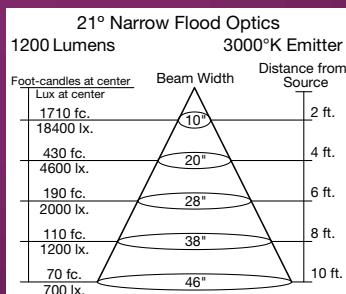 21º Narrow Flood Optics
1200 Lumens 3000°K Emitter
Foot-candles at center
Lux at center
Beam Width
Distance from
Source
1710 fc.
18400 lx.
10"
2 ft.
430 fc.
4600 lx.
20"
4 ft.
190 fc.
2000 lx.
28"
6 ft.
110 fc.
1200 lx.
38"
8 ft.
70 fc.
700 lx.
46"
10 ft.